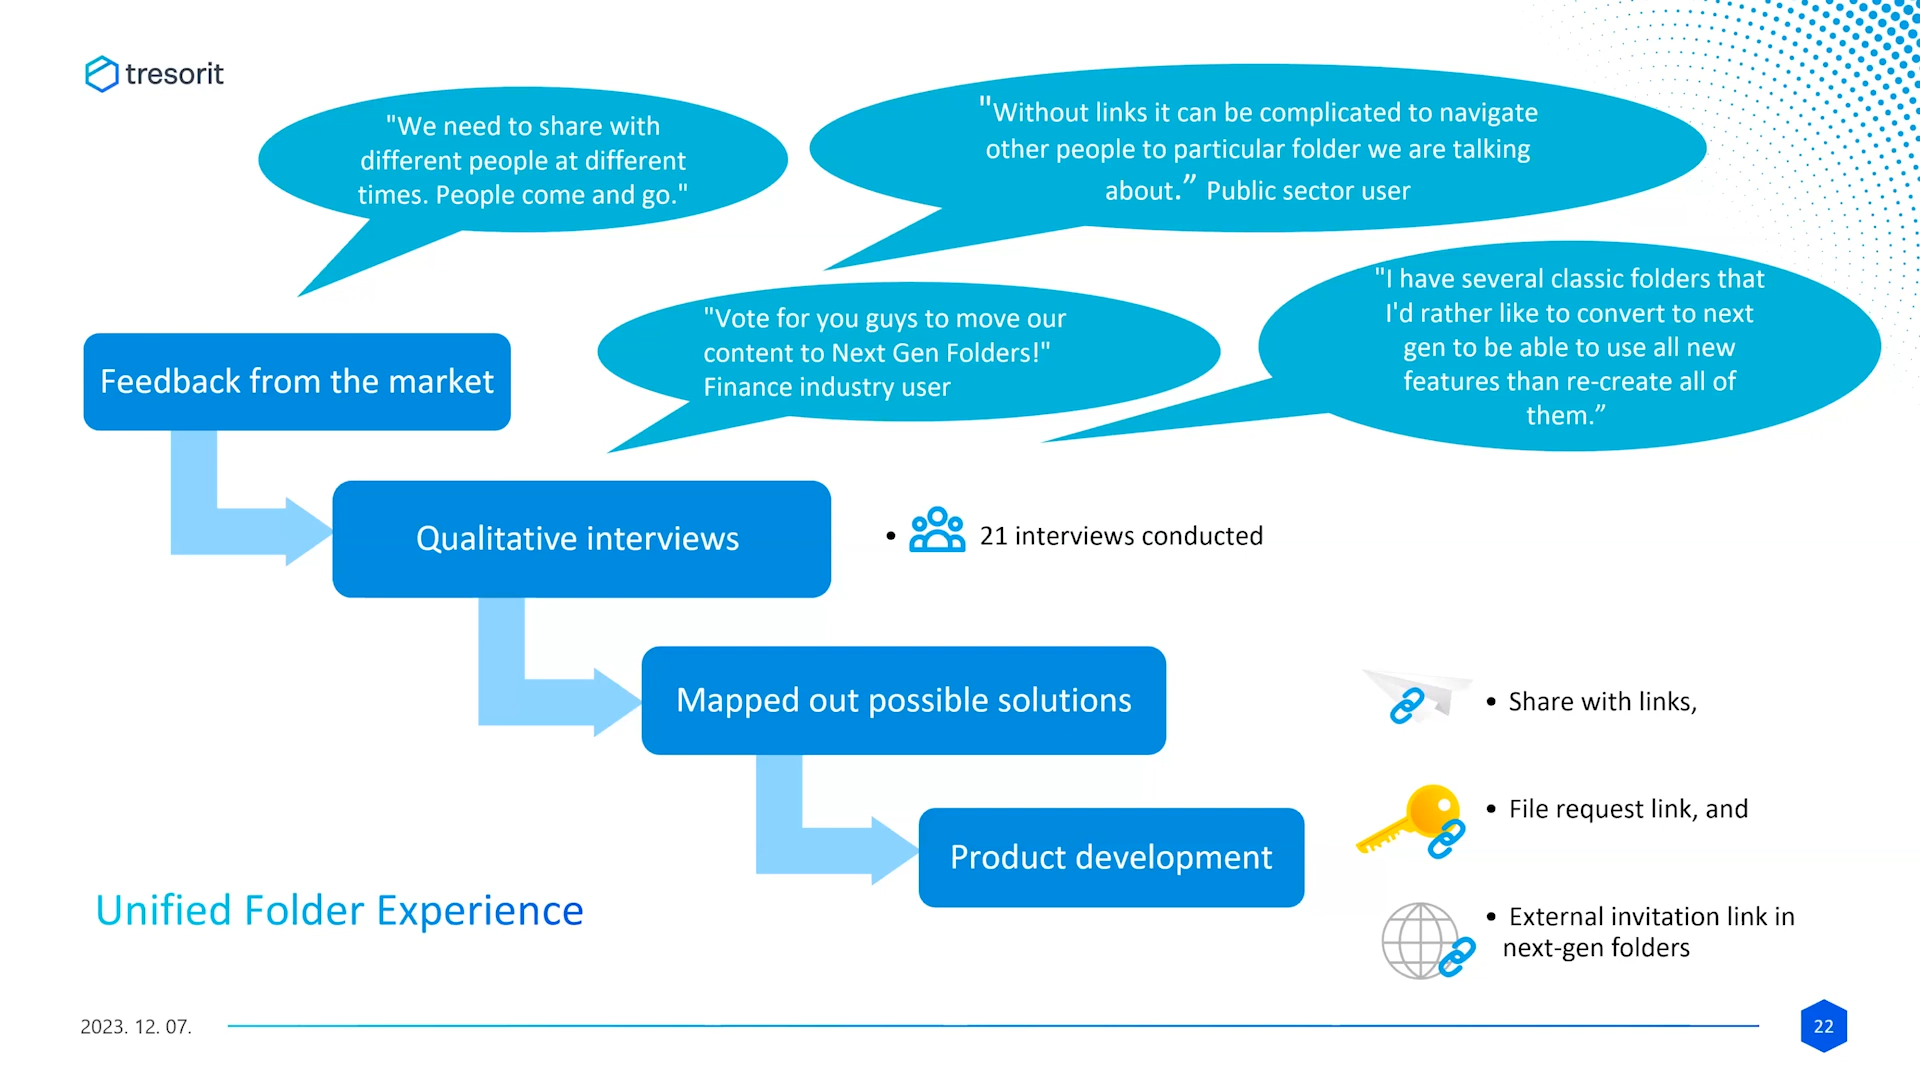 tresorit
"We need to share with
different people at different
times. People come and go."
"Without links it can be complicated to navigate
other people to particular folder we are talking
about.” Public sector user
"Vote for you guys to move our
content to Next Gen Folders!"
Finance industry user
"I have several classic folders that
I'd rather like to convert to next
gen to be able to use all new
features than re-create all of
them.”
Feedback from the market
Qualitative interviews
• 21 interviews conducted
Mapped out possible solutions
• Share with links,
Product development
• File request link, and
• External invitation link in
next-gen folders
Unified Folder Experience
2023. 12. 07.
22